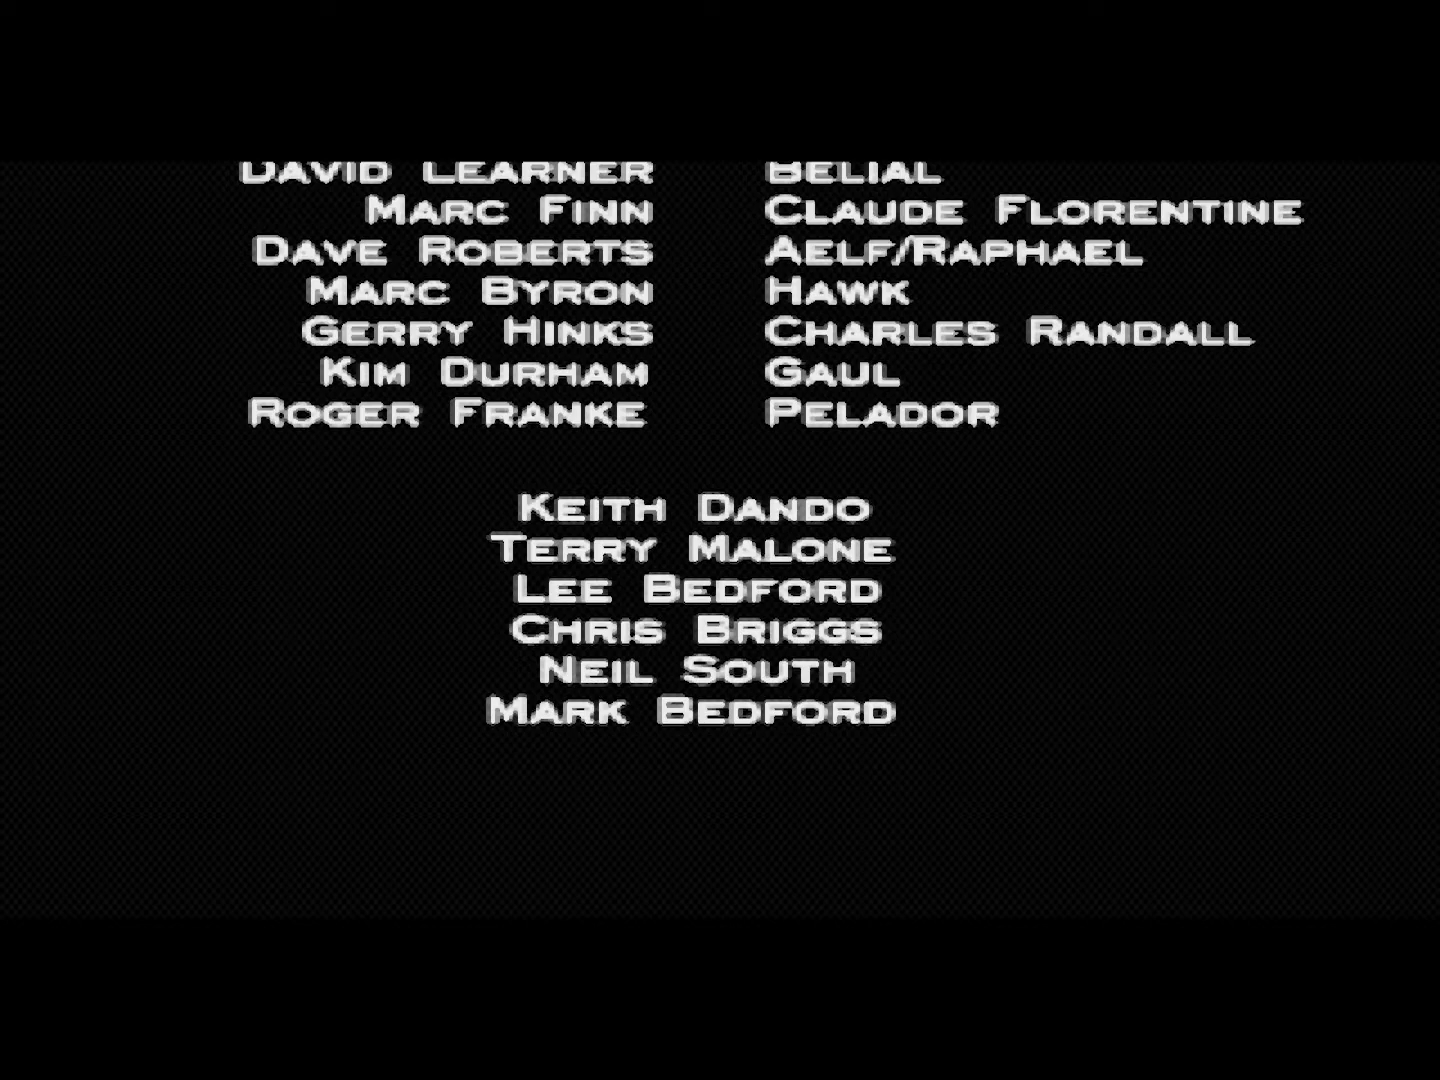 David Learner Belial
Marc Finn Claude Florentine
Dave Roberts Aelf/Raphael
Marc Byron Hawk
Gerry Hinks Charles Randall
Kim Durham Gaul
Roger Franke Pelador
Keith Dando
Terry Malone
Lee Bedford
Chris Briggs
Neil South
Mark Bedford